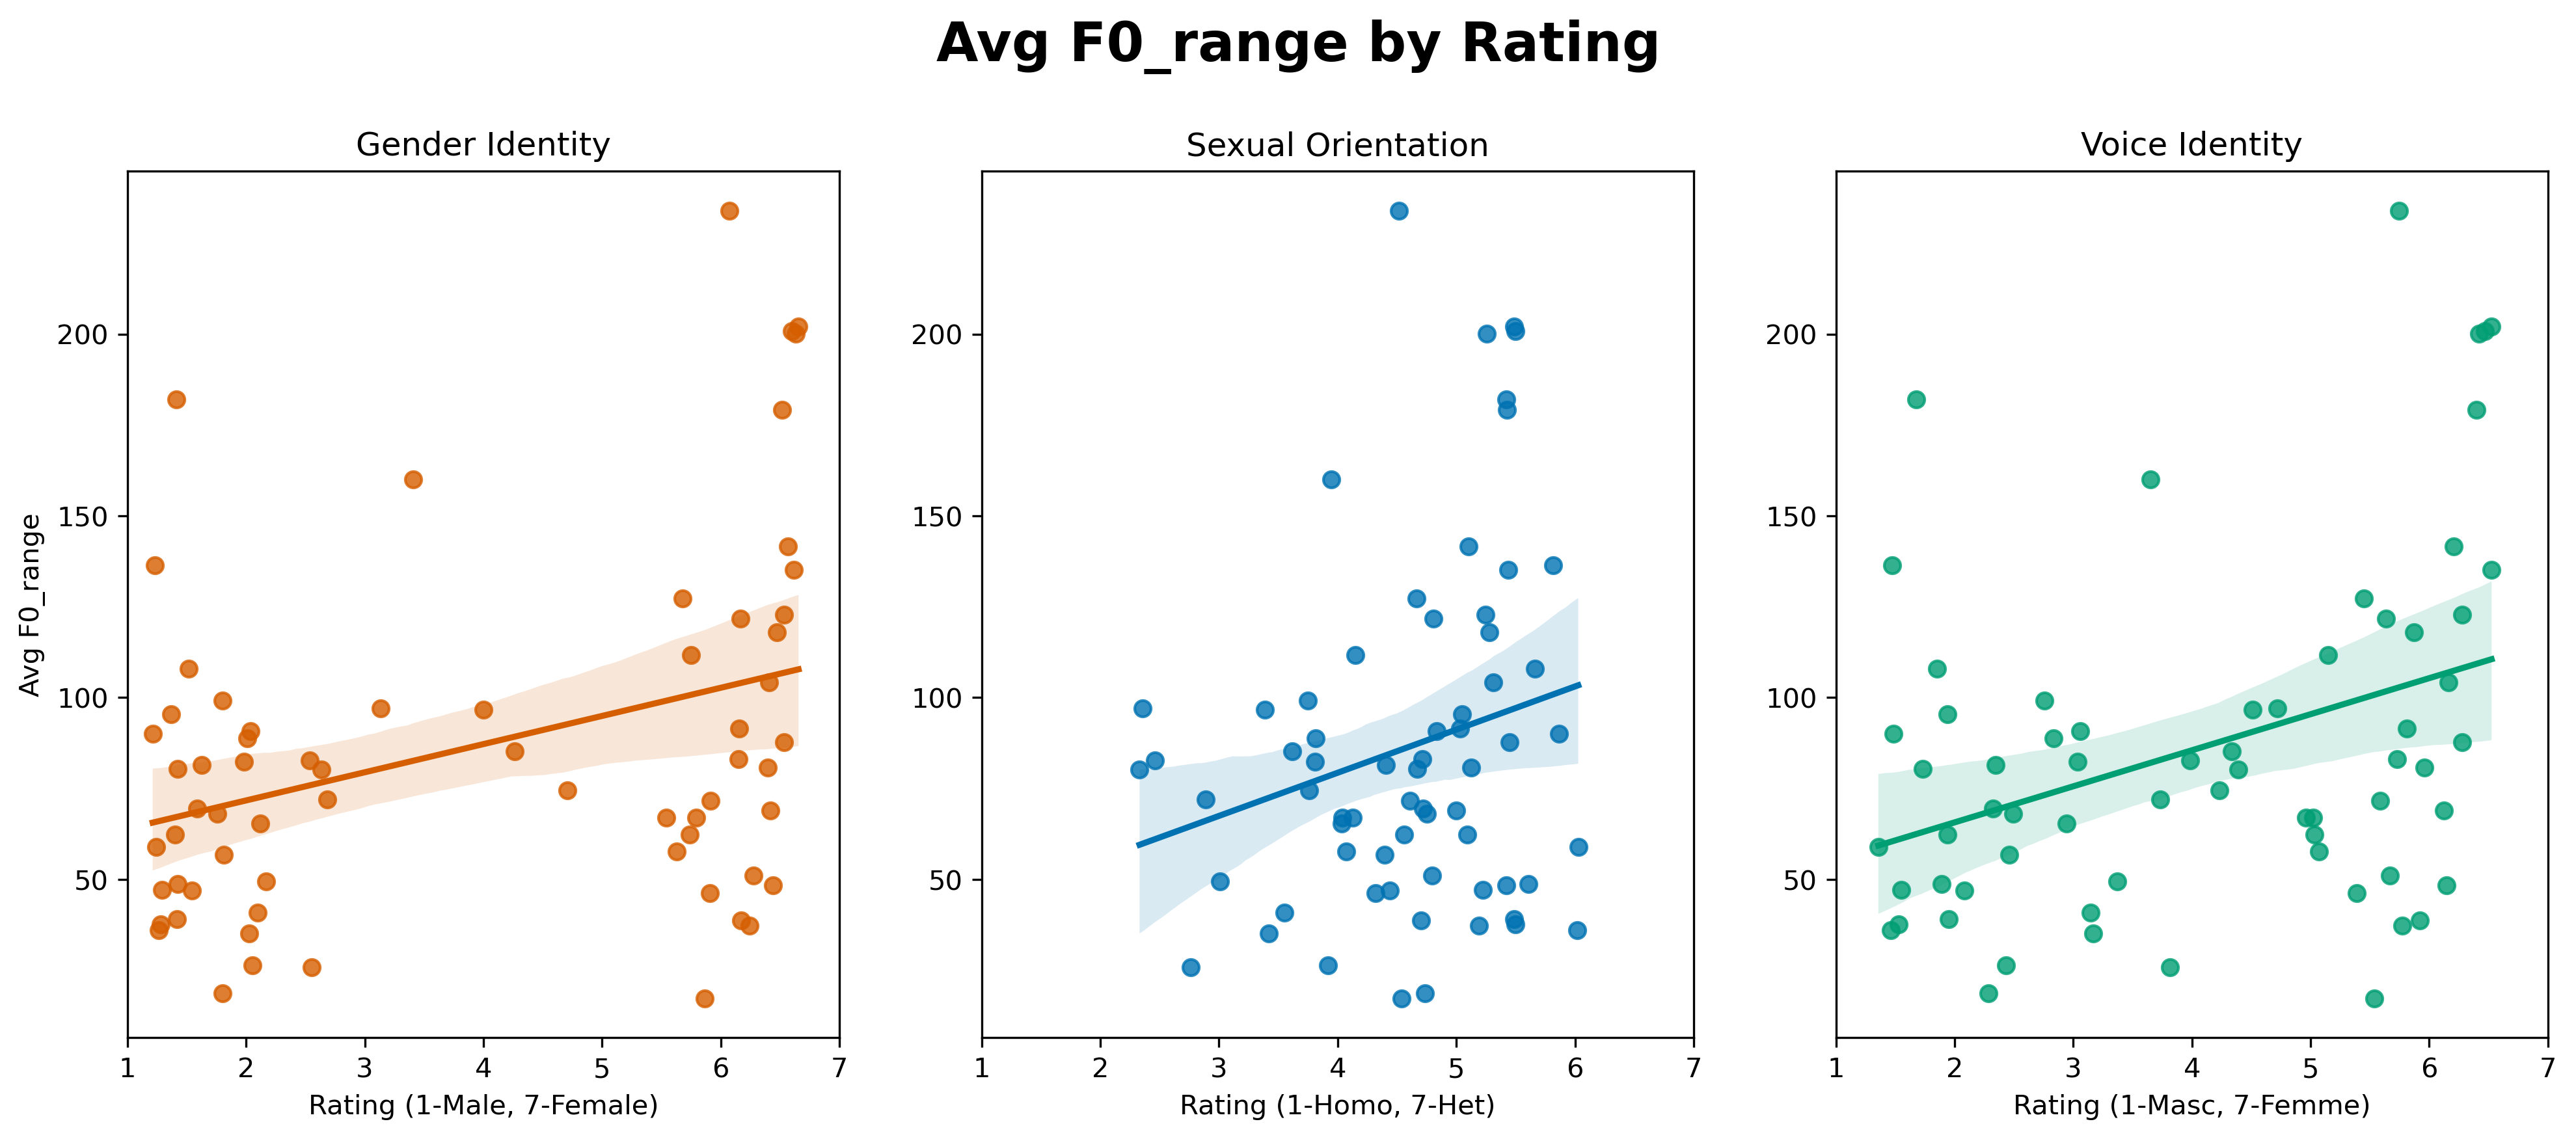 Avg F0_range by Rating
Gender Identity
Sexual Orientation
Voice Identity
Avg F0_range
200
150
100
50
1 2 3 4 5 6 7
Rating (1-Male, 7-Female)
200
150
100
50
1 2 3 4 5 6 7
Rating (1-Homo, 7-Het)
200
150
100
50
1 2 3 4 5 6 7
Rating (1-Masc, 7-Femme)